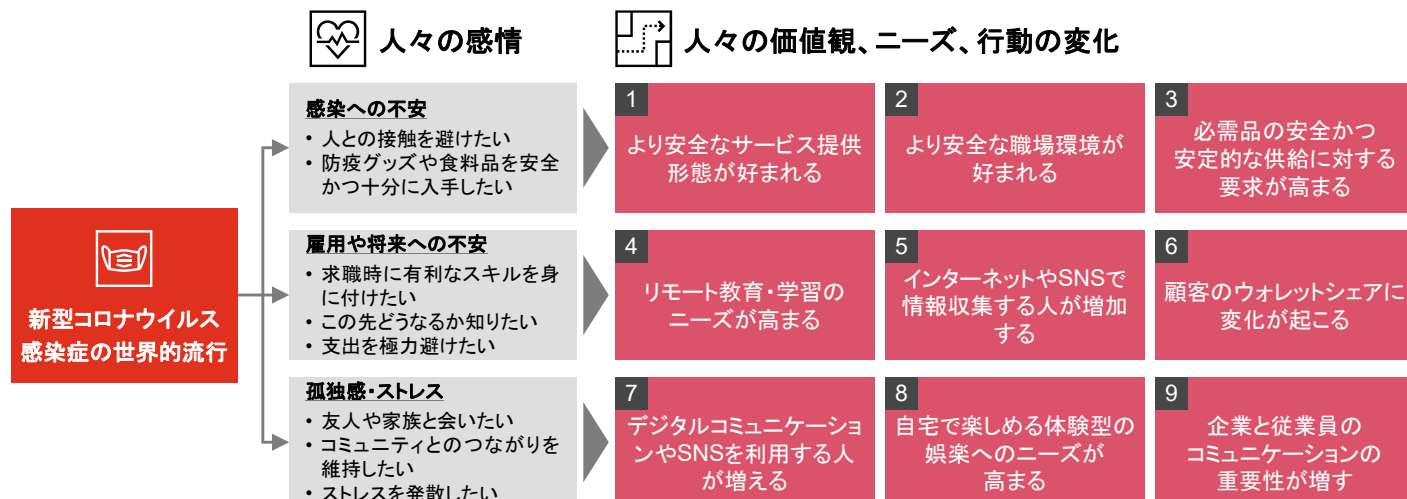 人々の感情
人々の価値観、ニーズ、行動の変化
新型コロナウイルス
感染症の世界的流行
感染への不安
• 人との接触を避けたい
• 防疫グッズや食料品を安全
かつ十分に入手したい
1
より安全なサービス提供
形態が好まれる
2
より安全な職場環境が
好まれる
3
必需品の安全かつ
安定的な供給に対する
要求が高まる
雇用や将来への不安
• 求職時に有利なスキルを身
に付けたい
• この先どうなるか知りたい
• 支出を極力避けたい
4
リモート教育・学習の
ニーズが高まる
5
インターネットやSNSで
情報収集する人が増加
する
6
顧客のウォレットシェアに
変化が起こる
孤独感・ストレス
• 友人や家族と会いたい
• コミュニティとのつながりを
維持したい
• ストレスを発散したい
7
デジタルコミュニケーショ
ンやSNSを利用する人
が増える
8
自宅で楽しめる体験型の
娯楽へのニーズが
高まる
9
企業と従業員の
コミュニケーションの
重要性が増す